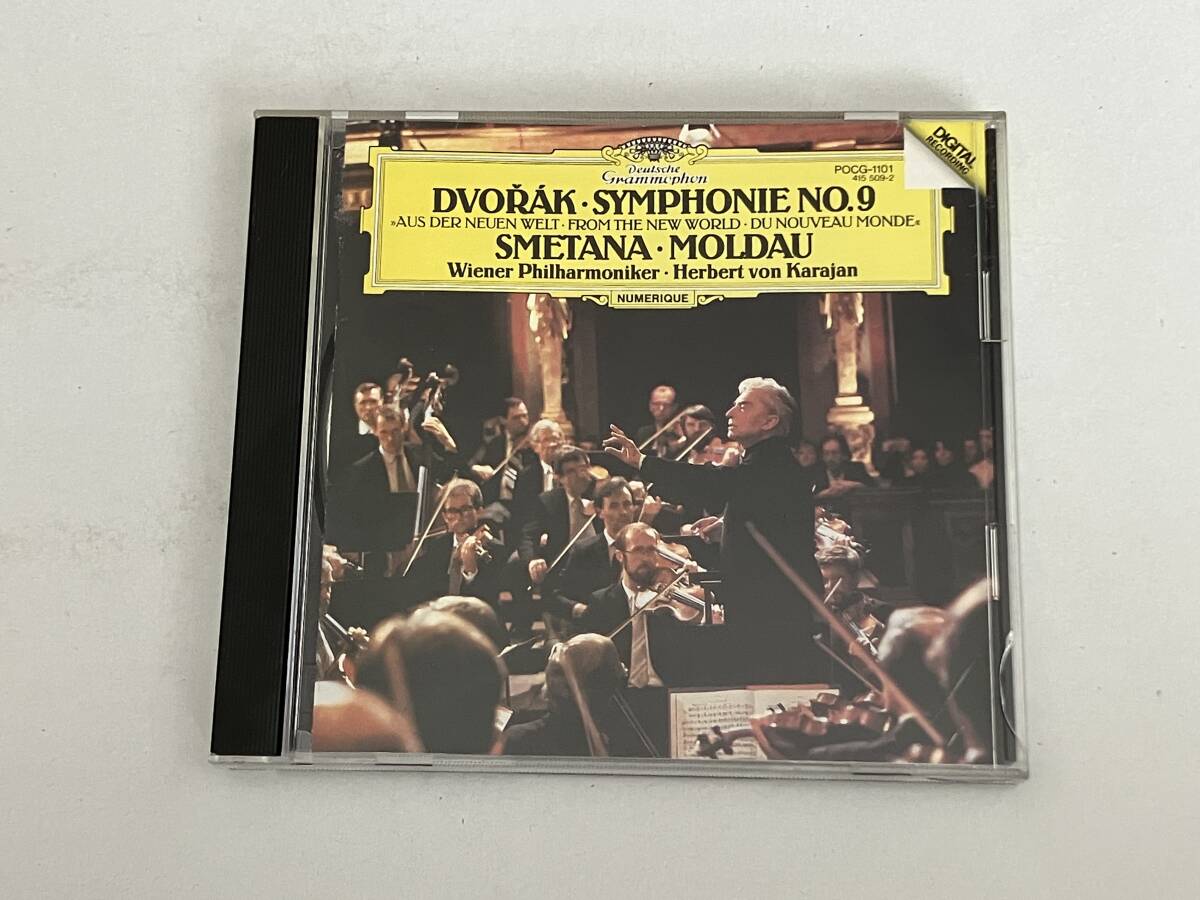 Deutsche
Grammophon
POCG-1101
415 509-2
DIGITAL
RECORDING
DVOŘÁK · SYMPHONIE NO. 9
»AUS DER NEUEN WELT · FROM THE NEW WORLD · DU NOUVEAU MONDE«
SMETANA · MOLDAU
Wiener Philharmoniker · Herbert von Karajan
NUMERIQUE